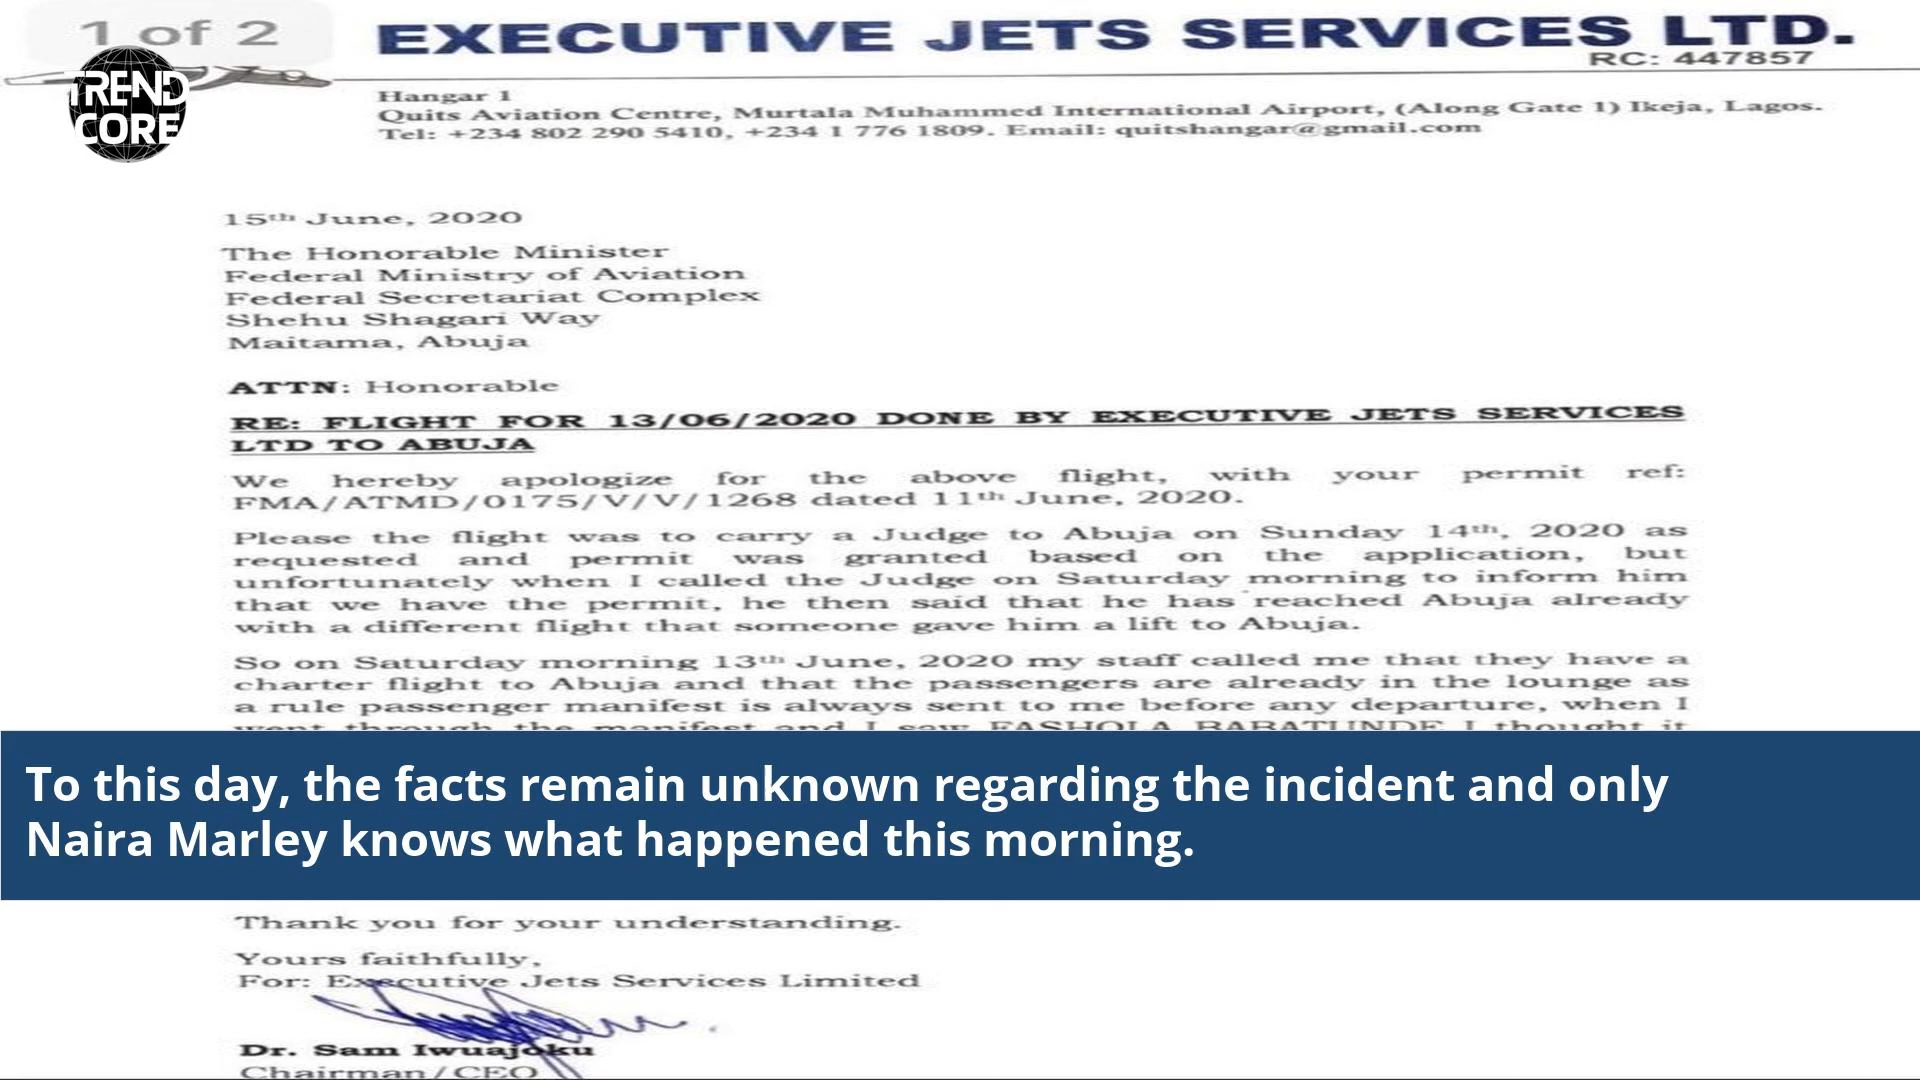 1 of 2
EXECUTIVE JETS SERVICES LTD.
RC: 447857
TREND
CORE
Hangar 1
Quits Aviation Centre, Murtala Muhammed International Airport, (Along Gate 1) Ikeja, Lagos.
Tel: +234 802 290 5410, +234 1 776 1809. Email: quitshangar@gmail.com
15th June, 2020
The Honorable Minister
Federal Ministry of Aviation
Federal Secretariat Complex
Shehu Shagari Way
Maitama, Abuja
ATTN: Honorable
RE: FLIGHT FOR 13/06/2020 DONE BY EXECUTIVE JETS SERVICES
LTD TO ABUJA
We hereby apologize for the above flight, with your permit ref:
FMA/ATMD/0175/V/V/1268 dated 11th June, 2020.
Please the flight was to carry a Judge to Abuja on Sunday 14th, 2020 as
requested and permit was granted based on the application, but
unfortunately when I called the Judge on Saturday morning to inform him
that we have the permit, he then said that he has reached Abuja already
with a different flight that someone gave him a lift to Abuja.
So on Saturday morning 13th June, 2020 my staff called me that they have a
charter flight to Abuja and that the passengers are already in the lounge as
a rule passenger manifest is always sent to me before any departure, when I
went through the manifest and I saw FASHOLA BABATUNDE I thought it
To this day, the facts remain unknown regarding the incident and only
Naira Marley knows what happened this morning.
Thank you for your understanding.
Yours faithfully,
For: Executive Jets Services Limited
Dr. Sam Iwuajoku
Chairman/CEO